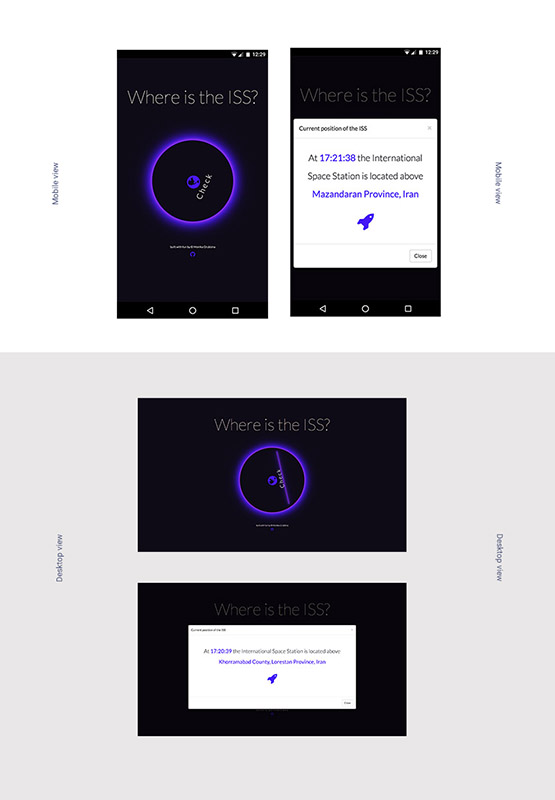 12:29
Where is the ISS?
Check
Mobile view
12:29
Where is the ISS?
Current position of the ISS
×
At 17:21:38 the International
Space Station is located above
Mazandaran Province, Iran
Close
Mobile view
Where is the ISS?
Check
Desktop view
Where is the ISS?
Current position of the ISS
At 17:20:39 the International Space Station is located above
Khorramabad County, Lorestan Province, Iran
Close
Desktop view